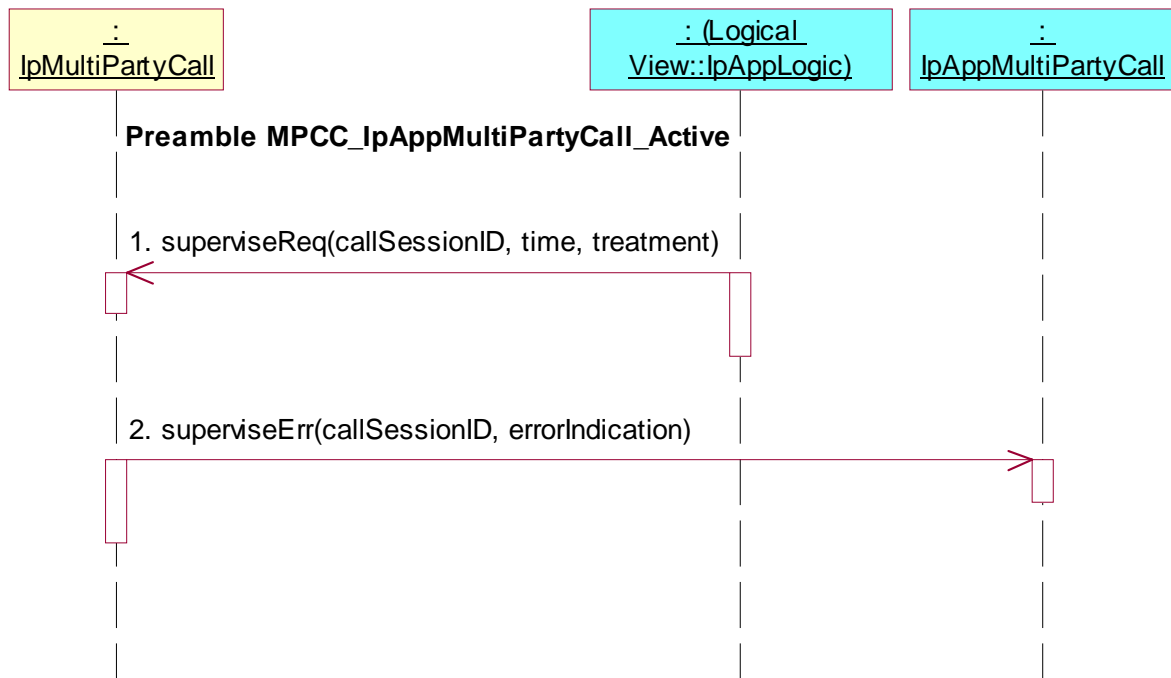 :
IpMultiPartyCall
: (Logical
View::IpAppLogic)
:
IpAppMultiPartyCall
Preamble MPCC_IpAppMultiPartyCall_Active
1. superviseReq(callSessionID, time, treatment)
2. superviseErr(callSessionID, errorIndication)